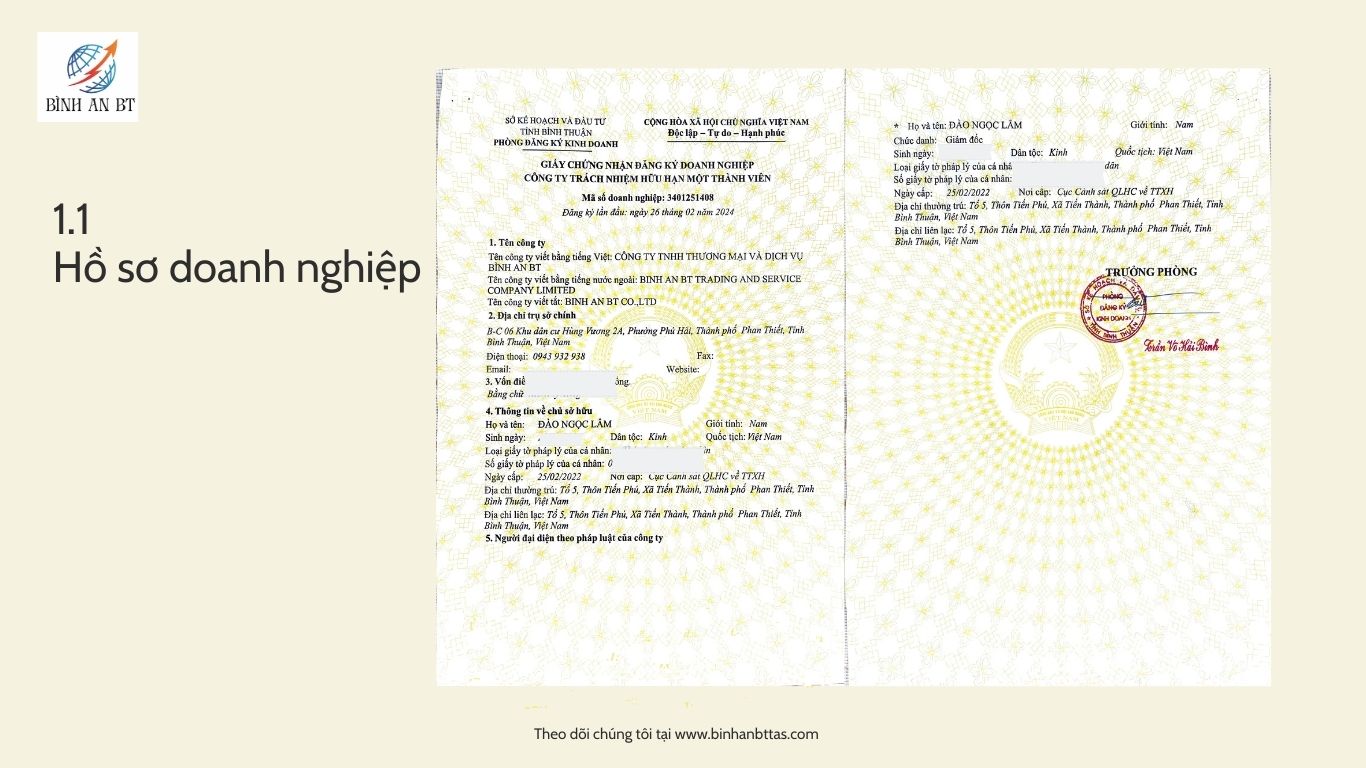 BÌNH AN BT
1.1
Hồ sơ doanh nghiệp
SỞ KẾ HOẠCH VÀ ĐẦU TƯ
TỈNH BÌNH THUẬN
PHÒNG ĐĂNG KÝ KINH DOANH
CỘNG HÒA XÃ HỘI CHỦ NGHĨA VIỆT NAM
Độc lập – Tự do – Hạnh phúc
GIẤY CHỨNG NHẬN ĐĂNG KÝ DOANH NGHIỆP
CÔNG TY TRÁCH NHIỆM HỮU HẠN MỘT THÀNH VIÊN
Mã số doanh nghiệp: 3401251408
Đăng ký lần đầu: ngày 26 tháng 02 năm 2024
1. Tên công ty
Tên công ty viết bằng tiếng Việt: CÔNG TY TNHH THƯƠNG MẠI VÀ DỊCH VỤ
BÌNH AN BT
Tên công ty viết bằng tiếng nước ngoài: BINH AN BT TRADING AND SERVICE
COMPANY LIMITED
Tên công ty viết tắt: BINH AN BT CO.,LTD
2. Địa chỉ trụ sở chính
B-C 06 Khu dân cư Hùng Vương 2A, Phường Phú Hài, Thành phố Phan Thiết, Tỉnh
Bình Thuận, Việt Nam
Điện thoại: 0943 932 938 Fax:
Email: Website:
3. Vốn điề
Bằng chữ
4. Thông tin về chủ sở hữu
Họ và tên: ĐÀO NGỌC LÂM Giới tính: Nam
Sinh ngày: Dân tộc: Kinh Quốc tịch: Việt Nam
Loại giấy tờ pháp lý của cá nhân:
Số giấy tờ pháp lý của cá nhân: 0
Ngày cấp: 25/02/2022 Nơi cấp: Cục Cảnh sát QLHC về TTXH
Địa chỉ thường trú: Tổ 5, Thôn Tiến Phú, Xã Tiến Thành, Thành phố Phan Thiết, Tỉnh
Bình Thuận, Việt Nam
Địa chỉ liên lạc: Tổ 5, Thôn Tiến Phú, Xã Tiến Thành, Thành phố Phan Thiết, Tỉnh
Bình Thuận, Việt Nam
5. Người đại diện theo pháp luật của công ty
* Họ và tên: ĐÀO NGỌC LÂM Giới tính: Nam
Chức danh: Giám đốc
Sinh ngày: Dân tộc: Kinh Quốc tịch: Việt Nam
Loại giấy tờ pháp lý của cá nhâ dân
Số giấy tờ pháp lý của cá nhân:
Ngày cấp: 25/02/2022 Nơi cấp: Cục Cảnh sát QLHC về TTXH
Địa chỉ thường trú: Tổ 5, Thôn Tiến Phú, Xã Tiến Thành, Thành phố Phan Thiết, Tỉnh
Bình Thuận, Việt Nam
Địa chỉ liên lạc: Tổ 5, Thôn Tiến Phú, Xã Tiến Thành, Thành phố Phan Thiết, Tỉnh
Bình Thuận, Việt Nam
TRƯỞNG PHÒNG
PHÒNG
ĐĂNG KÝ
KINH DOANH
Trần Võ Hải Bình
Theo dõi chúng tôi tại www.binhanbttas.com